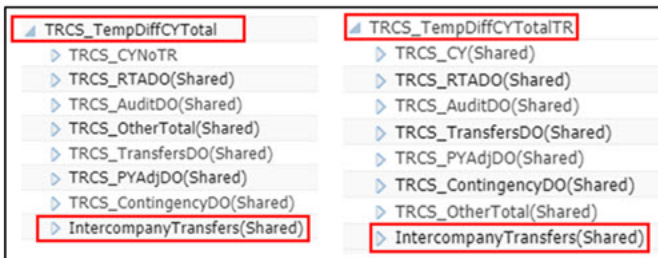 TRCS_TempDiffCYTotal
TRCS_CYNoTR
TRCS_RTADO(Shared)
TRCS_AuditDO(Shared)
TRCS_OtherTotal(Shared)
TRCS_TransfersDO(Shared)
TRCS_PYAdjDO(Shared)
TRCS_ContingencyDO(Shared)
IntercompanyTransfers(Shared)
TRCS_TempDiffCYTotalTR
TRCS_CY(Shared)
TRCS_RTADO(Shared)
TRCS_AuditDO(Shared)
TRCS_TransfersDO(Shared)
TRCS_PYAdjDO(Shared)
TRCS_ContingencyDO(Shared)
TRCS_OtherTotal(Shared)
IntercompanyTransfers(Shared)